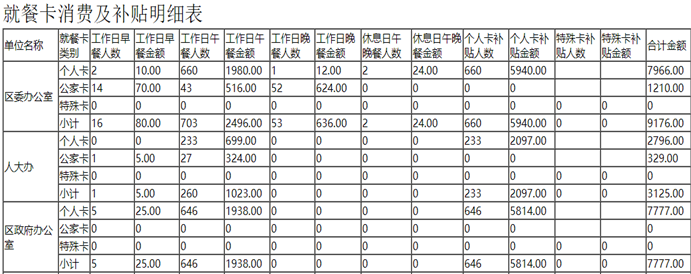 就餐卡消费及补贴明细表
单位名称 就餐卡类别 工作日早餐人数 工作日早餐金额 工作日午餐人数 工作日午餐金额 工作日晚餐人数 工作日晚餐金额 休息日午晚餐人数 休息日午晚餐金额 个人卡补贴人数 个人卡补贴金额 特殊卡补贴人数 特殊卡补贴金额 合计金额
区委办公室 个人卡 2 10.00 660 1980.00 1 12.00 2 24.00 660 5940.00 7966.00
公家卡 14 70.00 43 516.00 52 624.00 0 0 1210.00
特殊卡 0 0 0 0 0 0 0 0 0 0 0
小计 16 80.00 703 2496.00 53 636.00 2 24.00 660 5940.00 0 0 9176.00
人大办 个人卡 0 0 233 699.00 0 0 0 0 233 2097.00 2796.00
公家卡 1 5.00 27 324.00 0 0 0 0 329.00
特殊卡 0 0 0 0 0 0 0 0 0 0 0
小计 1 5.00 260 1023.00 0 0 0 0 233 2097.00 0 0 3125.00
区政府办公室 个人卡 5 25.00 646 1938.00 0 0 0 0 646 5814.00 7777.00
公家卡 0 0 0 0 0 0 0 0 0
特殊卡 0 0 0 0 0 0 0 0 0 0 0
小计 5 25.00 646 1938.00 0 0 0 0 646 5814.00 0 0 7777.00